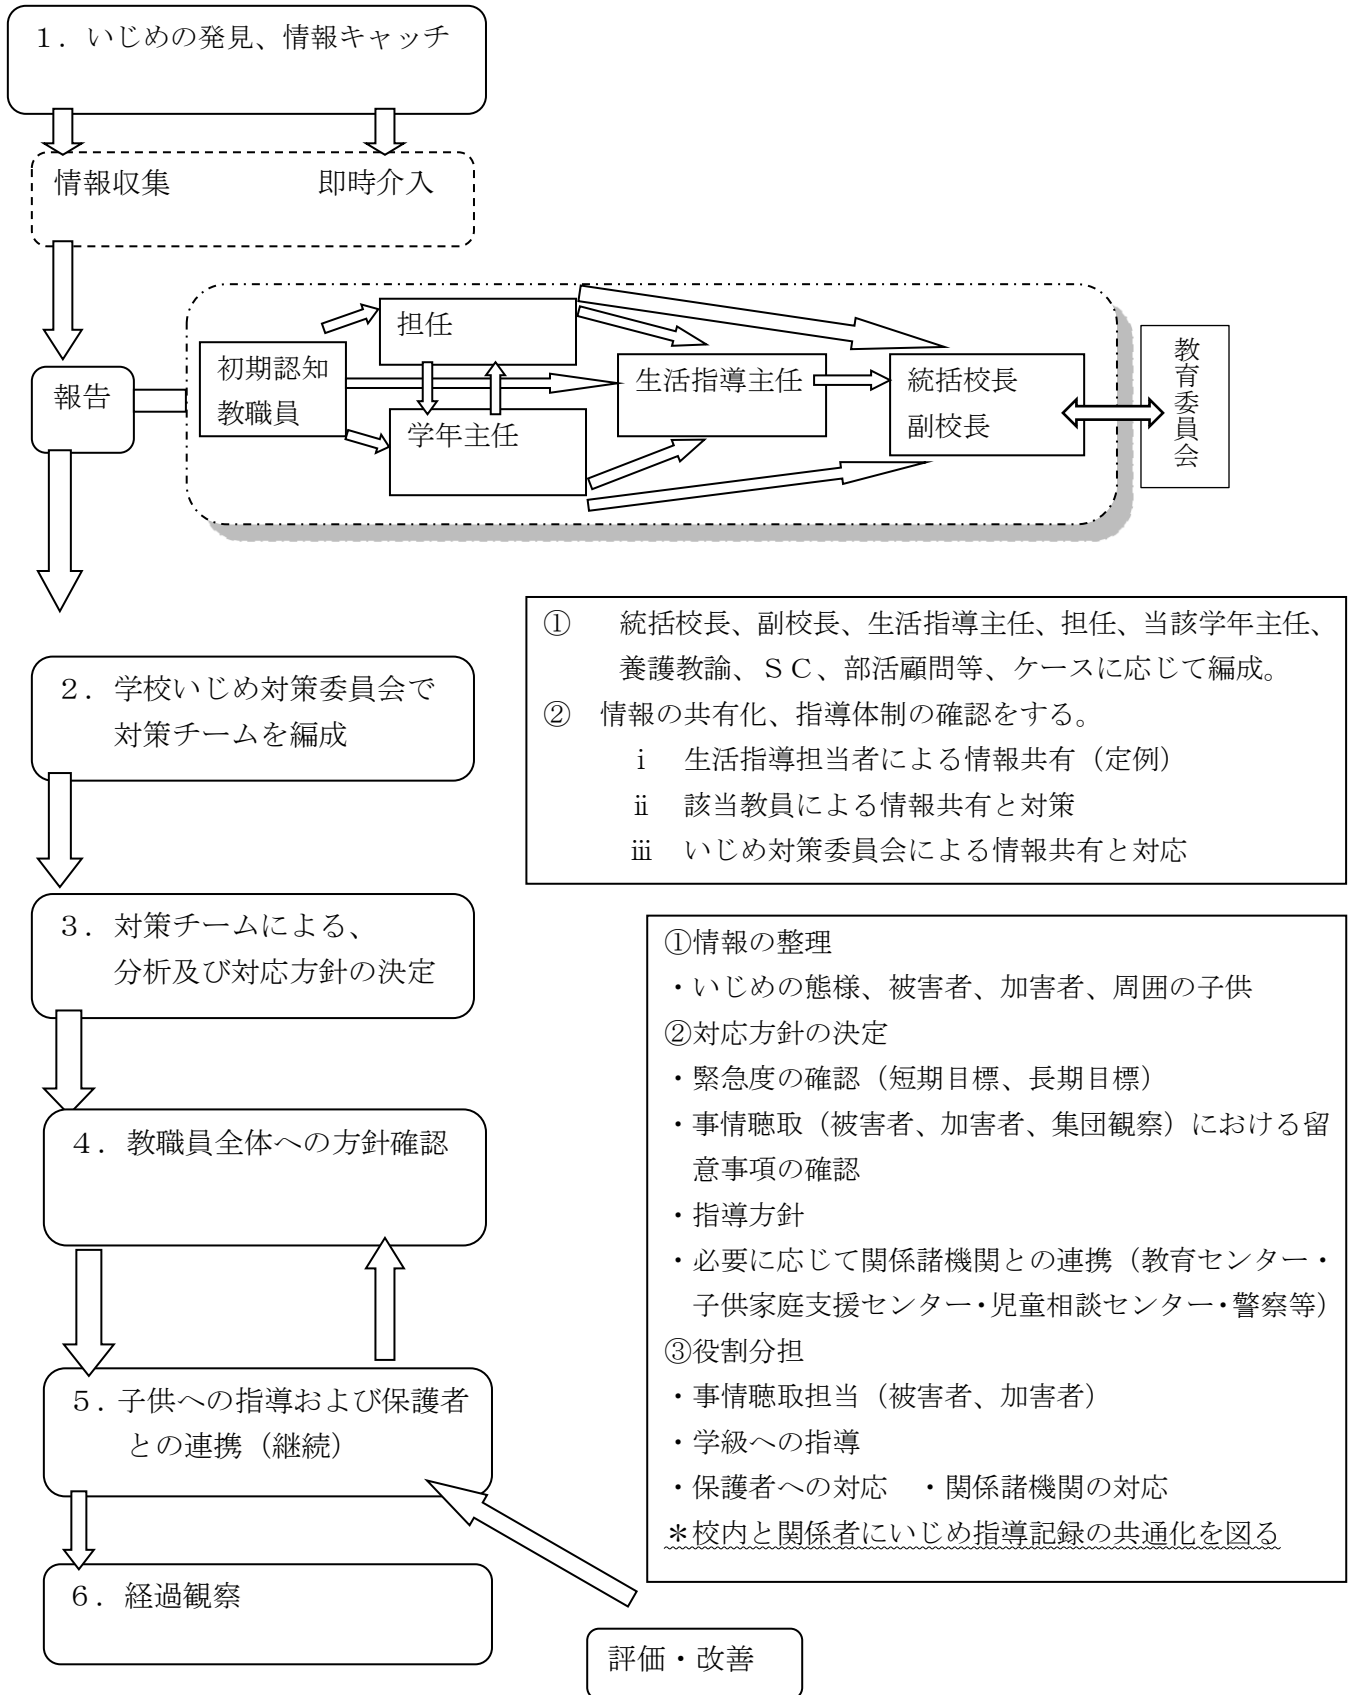 １．いじめの発見、情報キャッチ
情報収集
即時介入
報告
初期認知
教職員
担任
学年主任
生活指導主任
統括校長
副校長
教育委員会
２．学校いじめ対策委員会で
対策チームを編成
①　統括校長、副校長、生活指導主任、担任、当該学年主任、
養護教諭、ＳＣ、部活顧問等、ケースに応じて編成。
②　情報の共有化、指導体制の確認をする。
ⅰ　生活指導担当者による情報共有（定例）
ⅱ　該当教員による情報共有と対策
ⅲ　いじめ対策委員会による情報共有と対応
３．対策チームによる、
分析及び対応方針の決定
①情報の整理
・いじめの態様、被害者、加害者、周囲の子供
②対応方針の決定
・緊急度の確認（短期目標、長期目標）
・事情聴取（被害者、加害者、集団観察）における留
意事項の確認
・指導方針
・必要に応じて関係諸機関との連携（教育センター・
子供家庭支援センター・児童相談センター・警察等）
③役割分担
・事情聴取担当（被害者、加害者）
・学級への指導
・保護者への対応　・関係諸機関の対応
＊校内と関係者にいじめ指導記録の共通化を図る
４．教職員全体への方針確認
５．子供への指導および保護者
との連携（継続）
６．経過観察
評価・改善